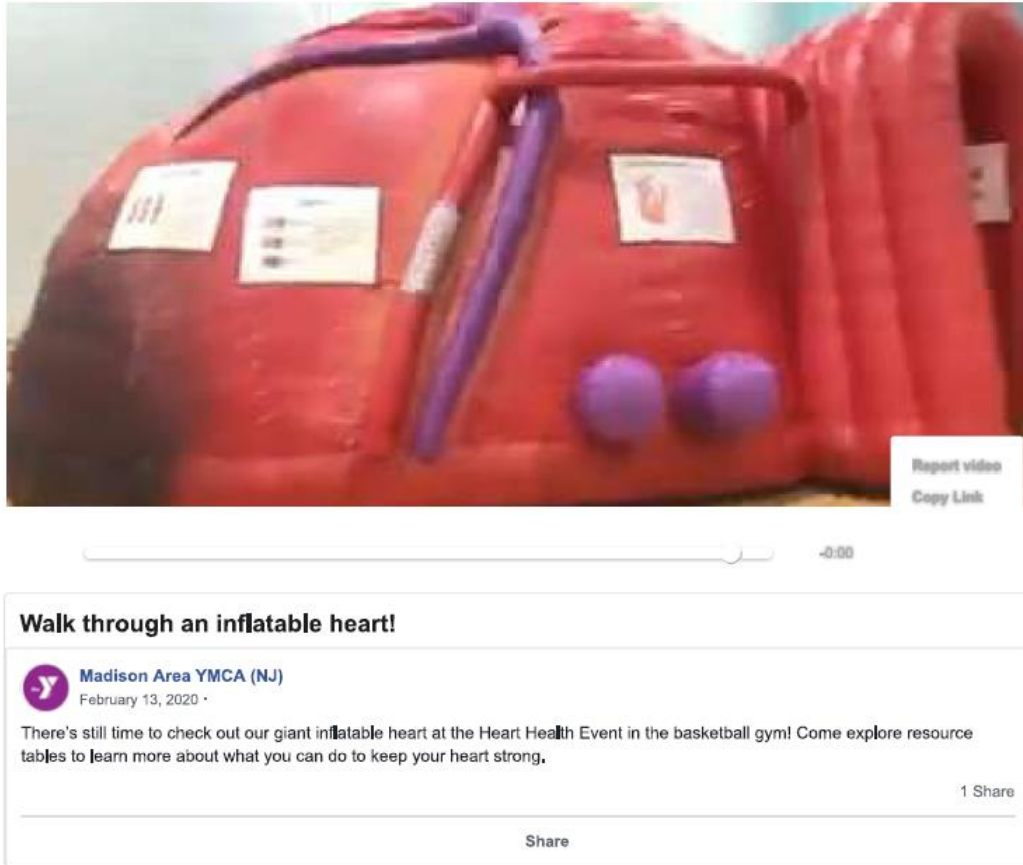 Report video
Copy Link
-0:00
Walk through an inflatable heart!
Y
Madison Area YMCA (NJ)
February 13, 2020 ·
There's still time to check out our giant inflatable heart at the Heart Health Event in the basketball gym! Come explore resource
tables to learn more about what you can do to keep your heart strong.
1 Share
Share